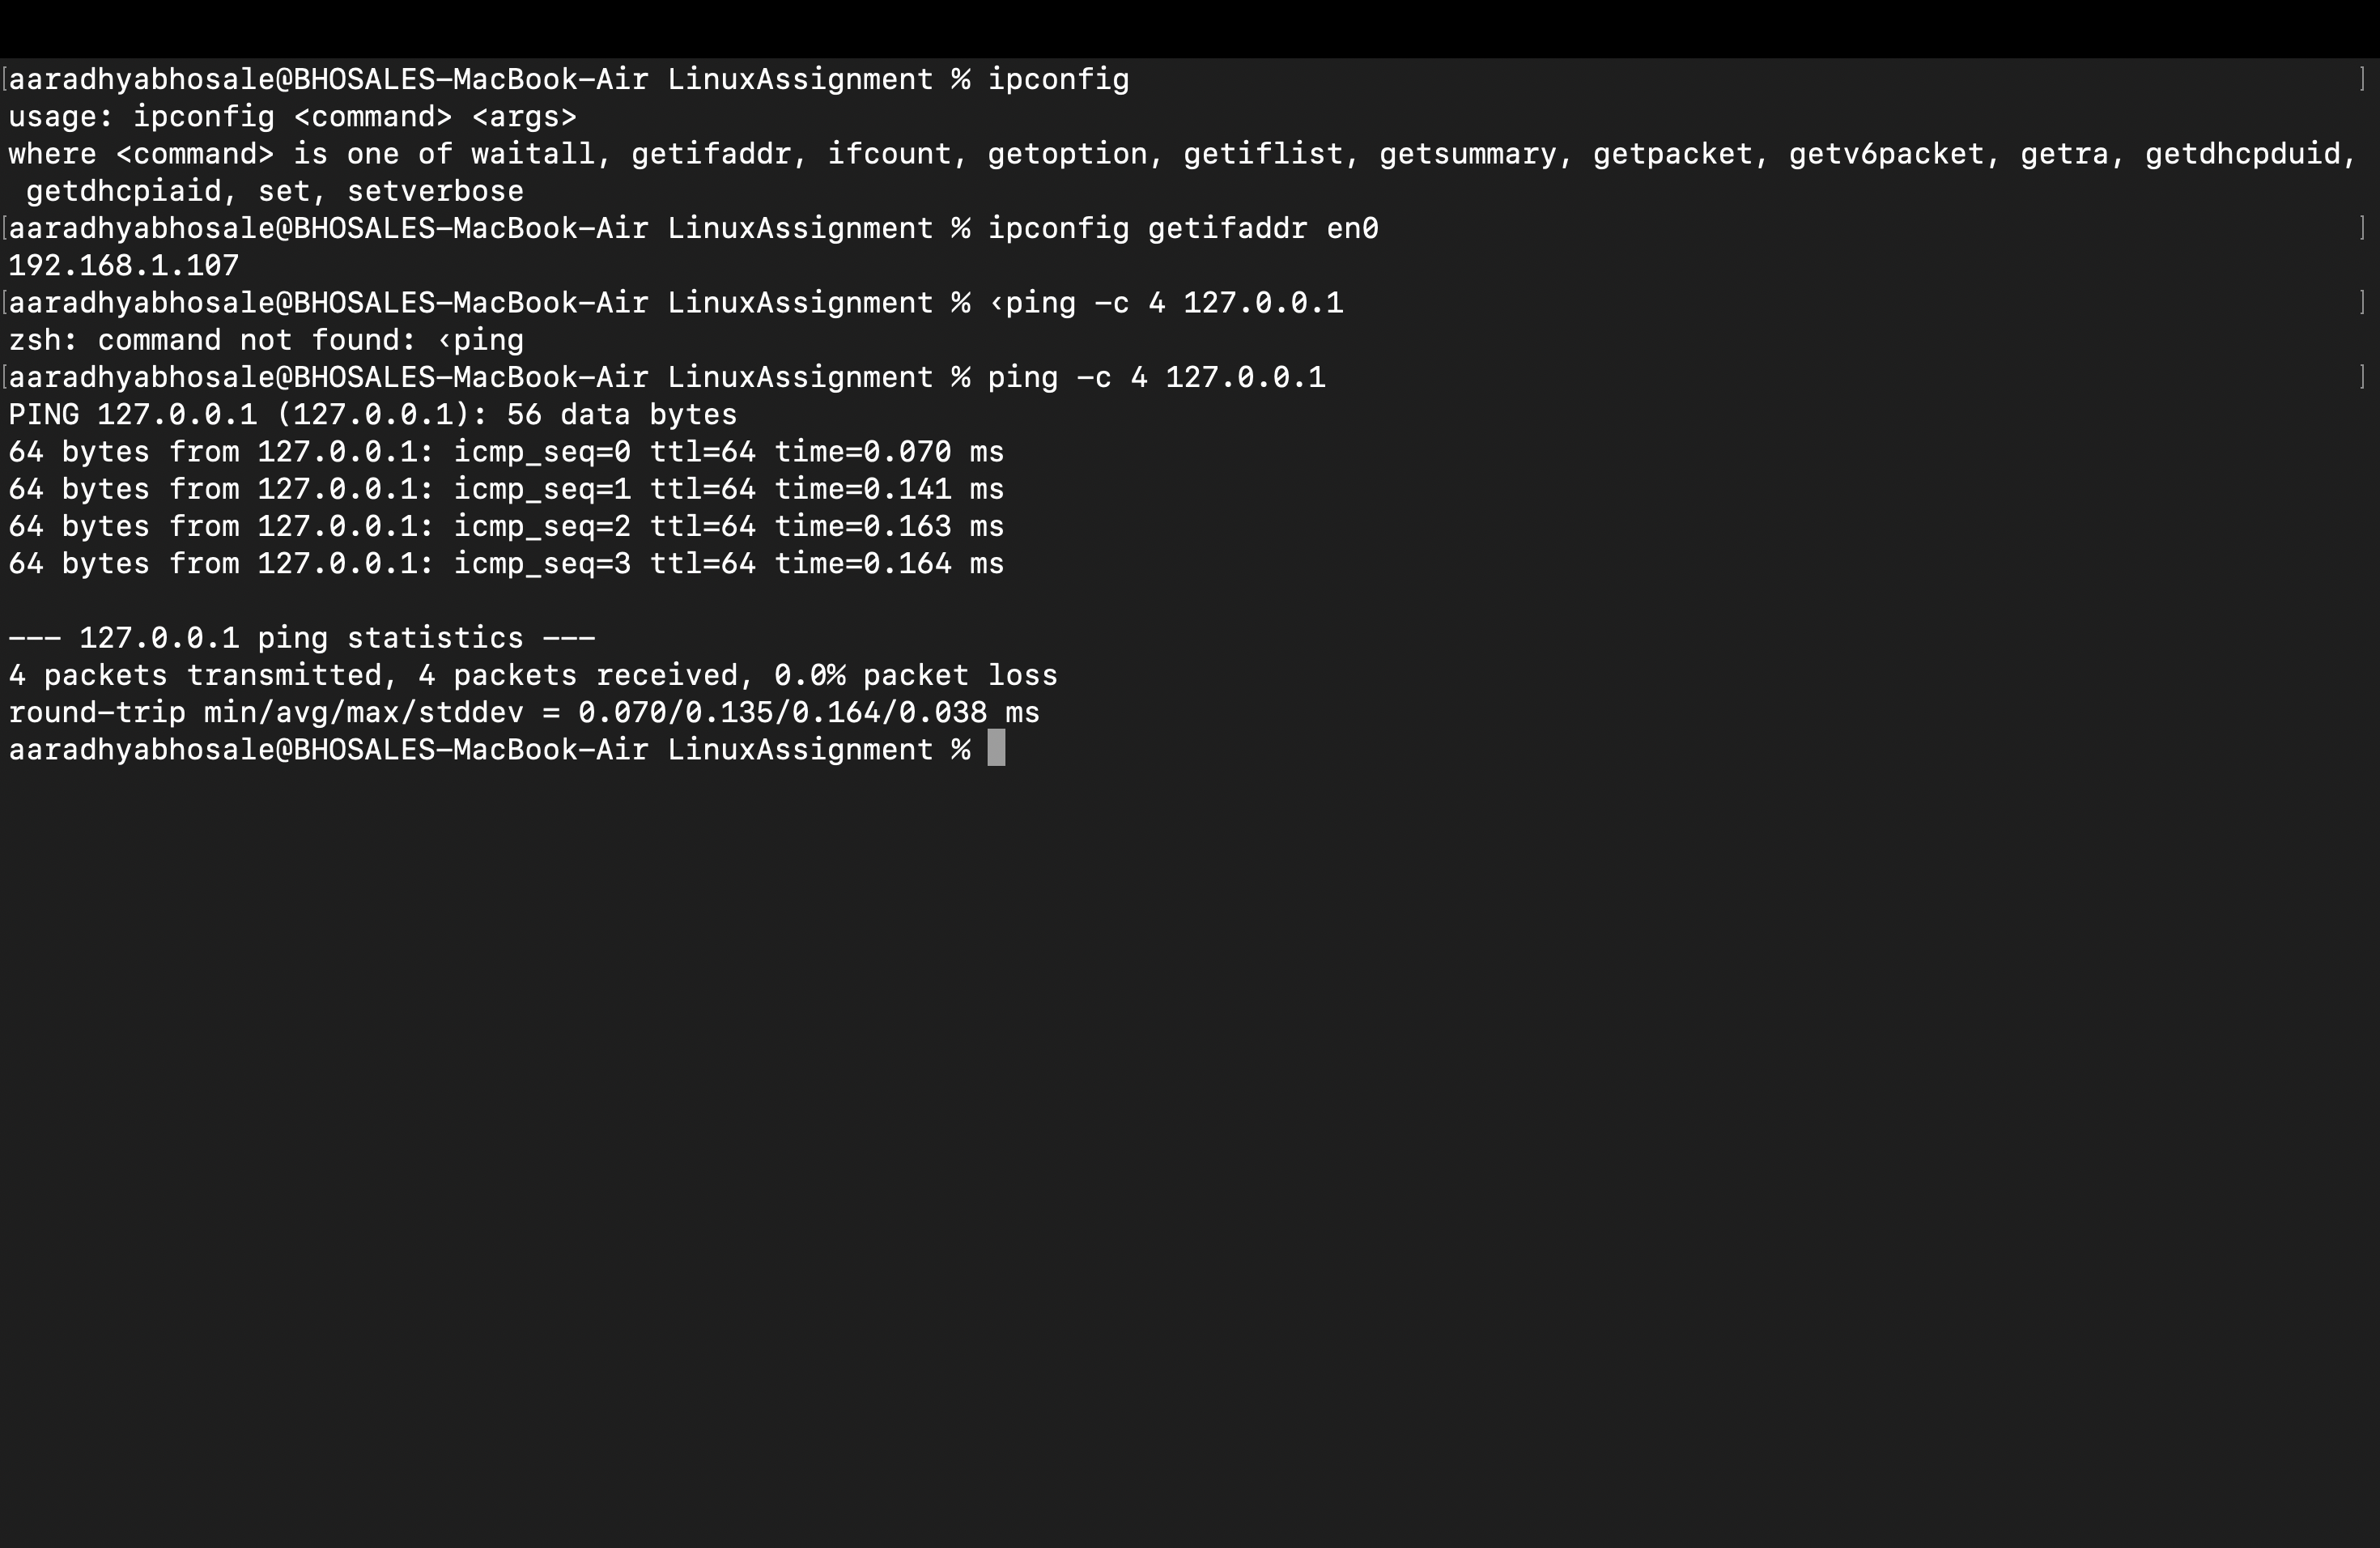 aaradhyabhosale@BHOSALES-MacBook-Air LinuxAssignment % ipconfig
usage: ipconfig <command> <args>
where <command> is one of waitall, getifaddr, ifcount, getoption, getiflist, getsummary, getpacket, getv6packet, getra, getdhcpduid,
 getdhcpiaid, set, setverbose
aaradhyabhosale@BHOSALES-MacBook-Air LinuxAssignment % ipconfig getifaddr en0
192.168.1.107
aaradhyabhosale@BHOSALES-MacBook-Air LinuxAssignment % ‹ping -c 4 127.0.0.1
zsh: command not found: ‹ping
aaradhyabhosale@BHOSALES-MacBook-Air LinuxAssignment % ping -c 4 127.0.0.1
PING 127.0.0.1 (127.0.0.1): 56 data bytes
64 bytes from 127.0.0.1: icmp_seq=0 ttl=64 time=0.070 ms
64 bytes from 127.0.0.1: icmp_seq=1 ttl=64 time=0.141 ms
64 bytes from 127.0.0.1: icmp_seq=2 ttl=64 time=0.163 ms
64 bytes from 127.0.0.1: icmp_seq=3 ttl=64 time=0.164 ms

--- 127.0.0.1 ping statistics ---
4 packets transmitted, 4 packets received, 0.0% packet loss
round-trip min/avg/max/stddev = 0.070/0.135/0.164/0.038 ms
aaradhyabhosale@BHOSALES-MacBook-Air LinuxAssignment %